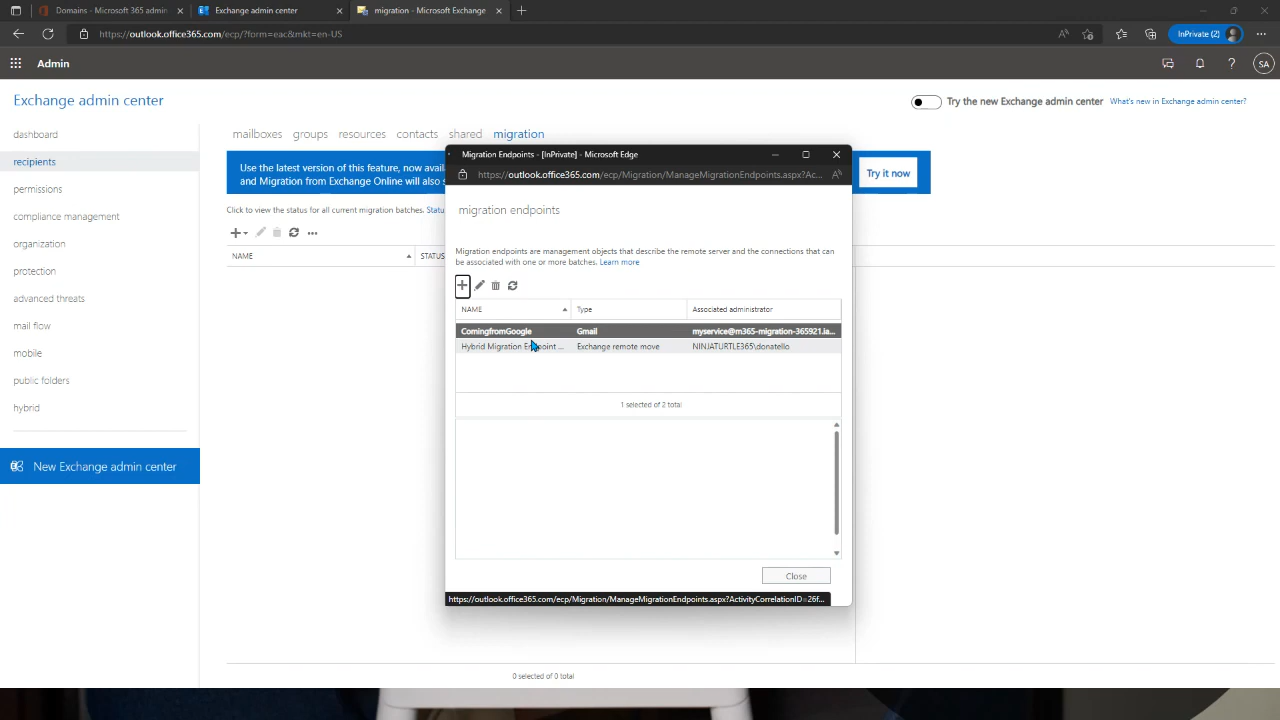 Domains - Microsoft 365 admin
Exchange admin center
migration - Microsoft Exchange
https://outlook.office365.com/ecp/?form=eac&mkt=en-US
InPrivate (2)
Admin
SA
Exchange admin center
Try the new Exchange admin center
What's new in Exchange admin center?
dashboard
recipients
permissions
compliance management
organization
protection
advanced threats
mail flow
mobile
public folders
hybrid
New Exchange admin center
mailboxes
groups
resources
contacts
shared
migration
Use the latest version of this feature, now avai
and Migration from Exchange Online will also s
Try it now
Click to view the status for all current migration batches. Statu
NAME
STATUS
0 selected of 0 total
Migration Endpoints - [InPrivate] - Microsoft Edge
https://outlook.office365.com/ecp/Migration/ManageMigrationEndpoints.aspx?Ac...
migration endpoints
Migration endpoints are management objects that describe the remote server and the connections that can
be associated with one or more batches. Learn more
NAME Type Associated administrator
ComingfromGoogle Gmail myservice@m365-migration-365921.ia...
Hybrid Migration Endpoint ... Exchange remote move NINJATURTLE365\donatello
1 selected of 2 total
Close
https://outlook.office365.com/ecp/Migration/ManageMigrationEndpoints.aspx?ActivityCorrelationID=26f...